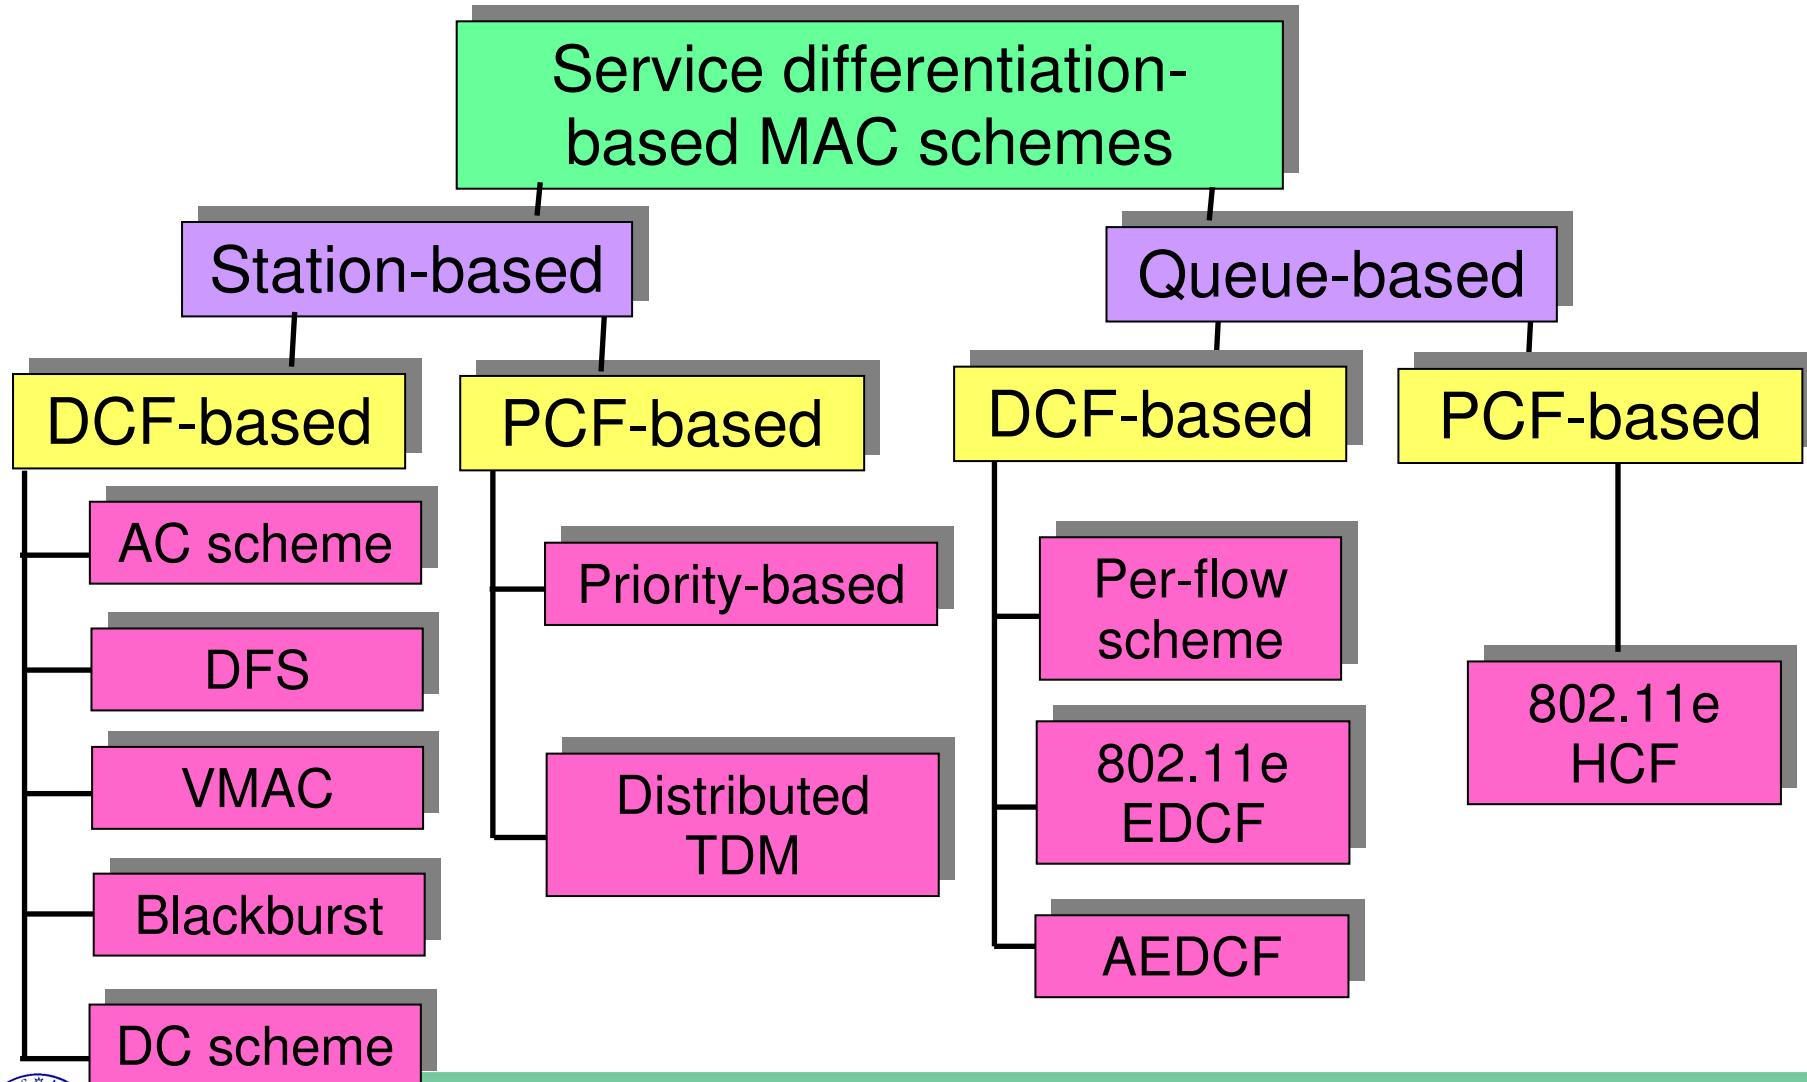 Service differentiation-
based MAC schemes
Station-based
Queue-based
DCF-based
PCF-based
DCF-based
PCF-based
AC scheme
DFS
VMAC
Blackburst
DC scheme
Priority-based
Distributed
TDM
Per-flow
scheme
802.11e
EDCF
AEDCF
802.11e
HCF